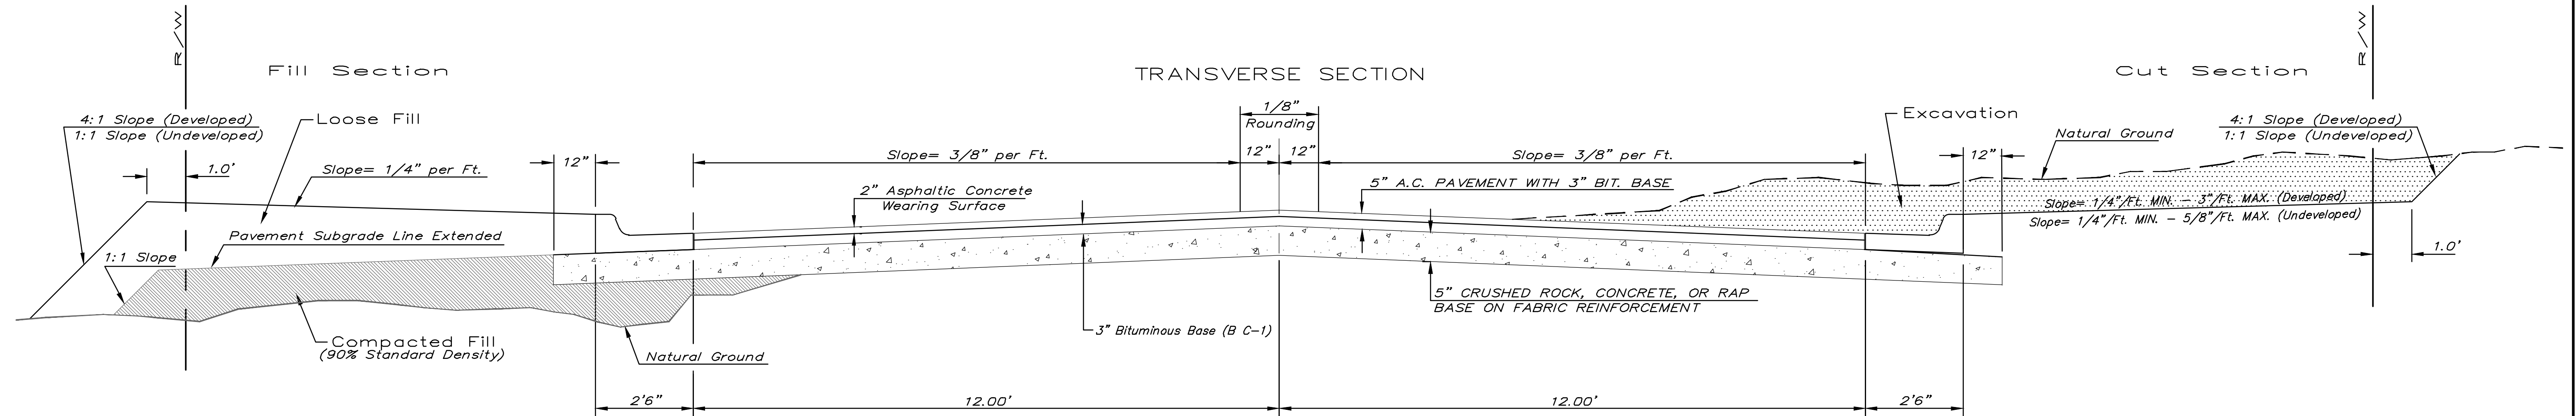 R/W
Fill Section
TRANSVERSE SECTION
Cut Section
R/W
4:1 Slope (Developed)
1:1 Slope (Undeveloped)
Loose Fill
1.0'
Slope= 1/4" per Ft.
12"
Slope= 3/8" per Ft.
1/8"
Rounding
12"
12"
Slope= 3/8" per Ft.
Excavation
12"
Natural Ground
4:1 Slope (Developed)
1:1 Slope (Undeveloped)
2" Asphaltic Concrete
Wearing Surface
5" A.C. PAVEMENT WITH 3" BIT. BASE
Slope= 1/4"/Ft. MIN. - 3"/Ft. MAX. (Developed)
Slope= 1/4"/Ft. MIN. - 5/8"/Ft. MAX. (Undeveloped)
1.0'
Pavement Subgrade Line Extended
1:1 Slope
5" CRUSHED ROCK, CONCRETE, OR RAP
BASE ON FABRIC REINFORCEMENT
3" Bituminous Base (B C-1)
Compacted Fill
(90% Standard Density)
Natural Ground
2'6"
12.00'
12.00'
2'6"